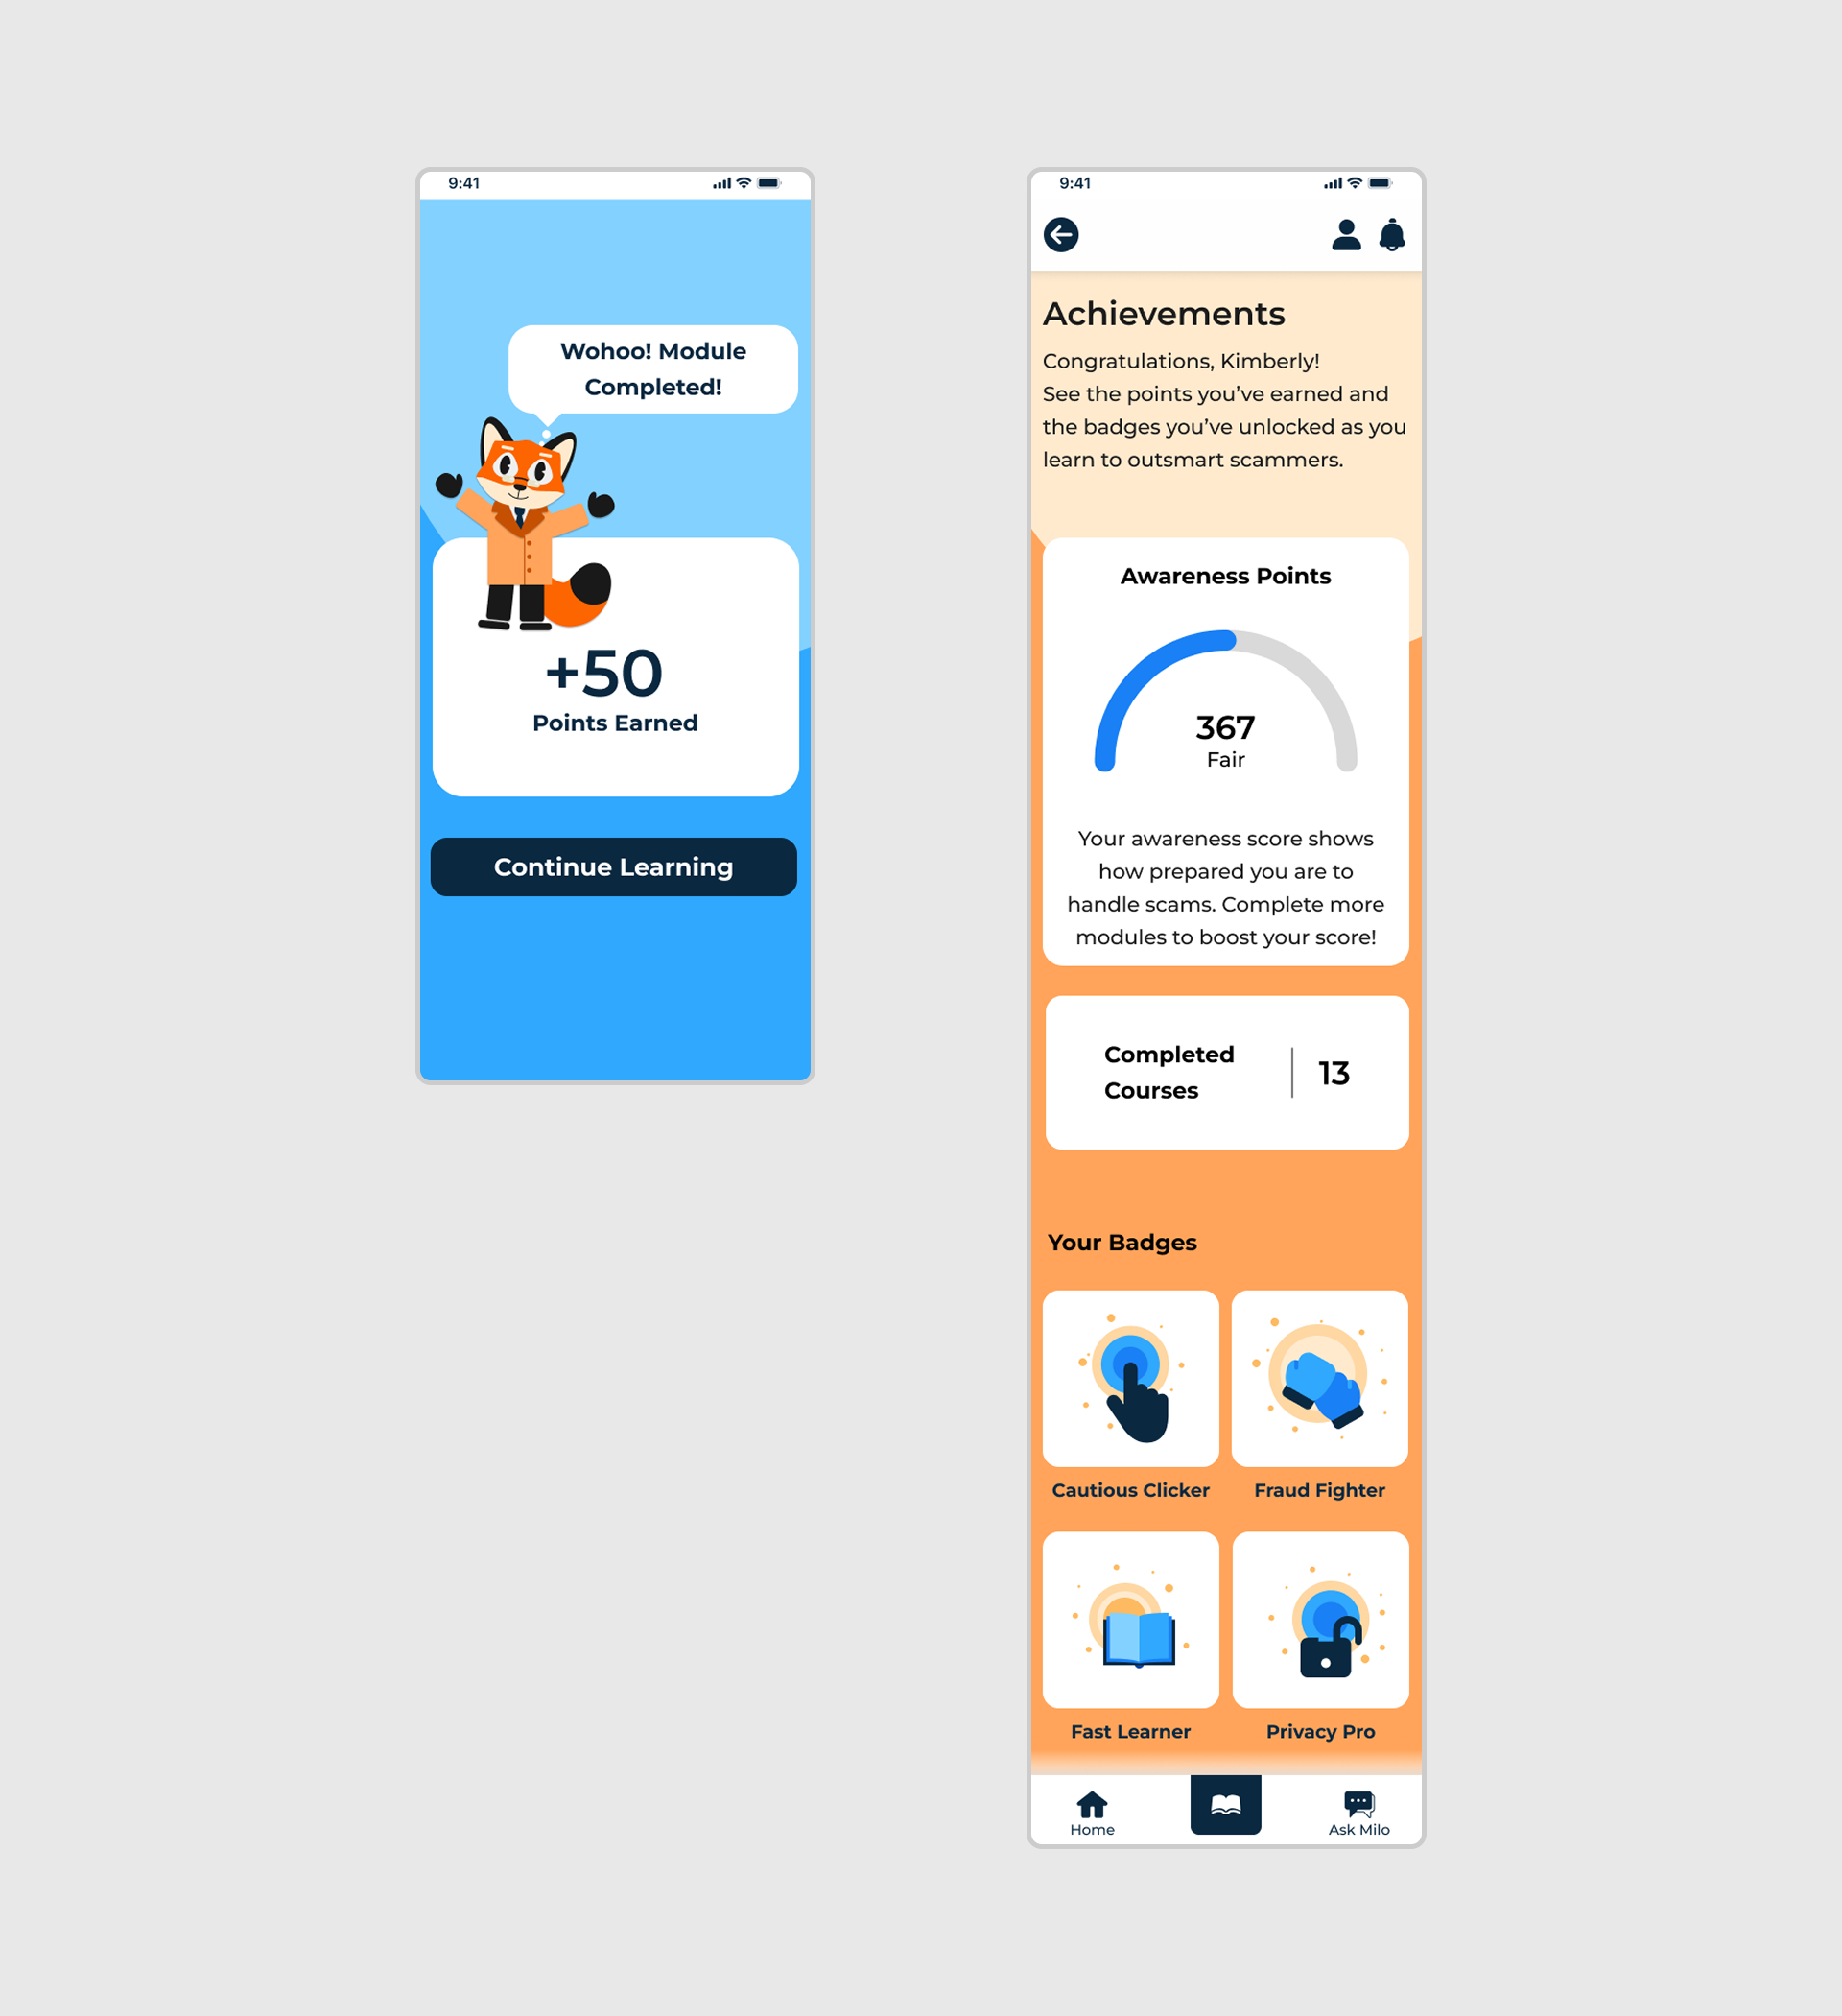 9:41
Wohoo! Module
Completed!
+50
Points Earned
Continue Learning
9:41
Achievements
Congratulations, Kimberly!
See the points you’ve earned and
the badges you’ve unlocked as you
learn to outsmart scammers.
Awareness Points
367
Fair
Your awareness score shows
how prepared you are to
handle scams. Complete more
modules to boost your score!
Completed
Courses
13
Your Badges
Cautious Clicker
Fraud Fighter
Fast Learner
Privacy Pro
Home
Ask Milo